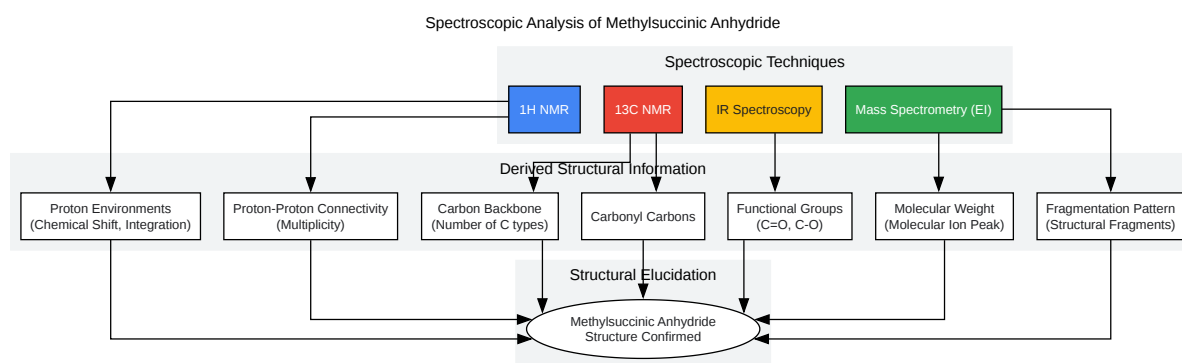 Spectroscopic Analysis of Methylsuccinic Anhydride
Spectroscopic Techniques
1H NMR
13C NMR
IR Spectroscopy
Mass Spectrometry (EI)
Derived Structural Information
Proton Environments
(Chemical Shift, Integration)
Proton-Proton Connectivity
(Multiplicity)
Carbon Backbone
(Number of C types)
Carbonyl Carbons
Functional Groups
(C=O, C-O)
Molecular Weight
(Molecular Ion Peak)
Fragmentation Pattern
(Structural Fragments)
Structural Elucidation
Methylsuccinic Anhydride
Structure Confirmed